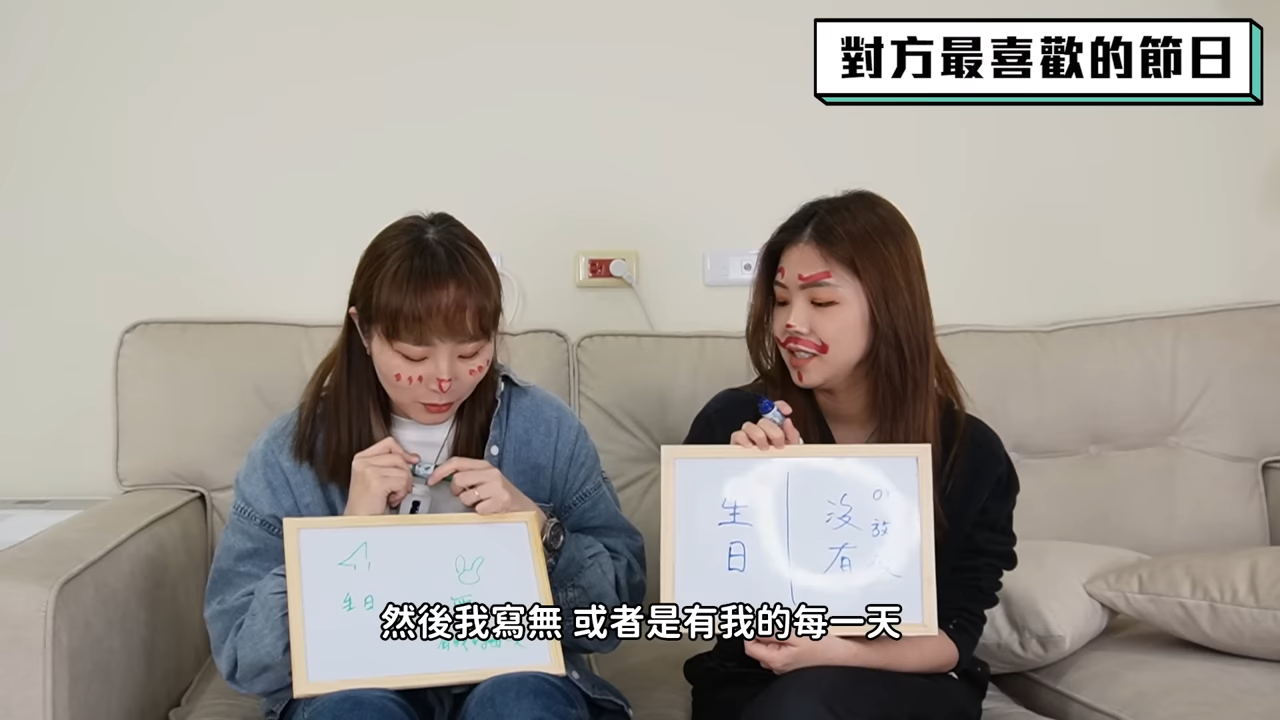 對方最喜歡的節日
生日
沒有
放
生日
然後我寫無 或者是有我的每一天